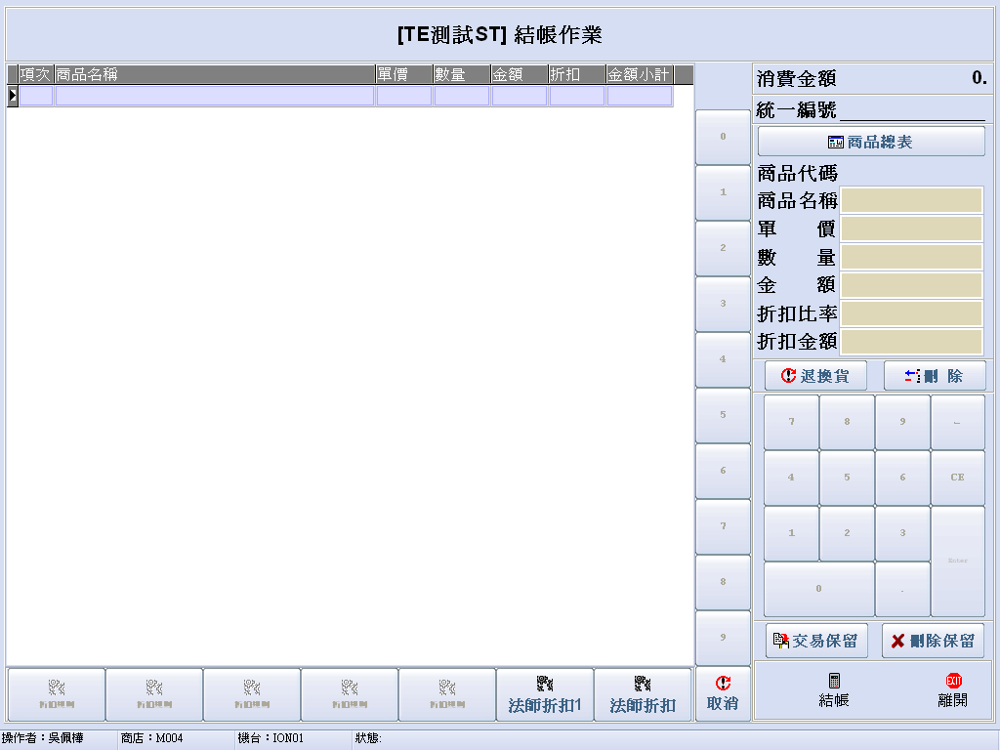 [TE測試ST] 結帳作業
項次 商品名稱 單價 數量 金額 折扣 金額小計
消費金額 0.
統一編號
商品總表
商品代碼
商品名稱
單 價
數 量
金 額
折扣比率
折扣金額
退換貨 刪 除
0
1
2
3
4
5
6
7
8
9
7 8 9 ←
4 5 6 CE
1 2 3
Enter
0 .
交易保留 刪除保留
法師折扣1 法師折扣 取消
結帳 EXIT 離開
操作者：吳佩樺 商店：M004 機台：ION01 狀態: